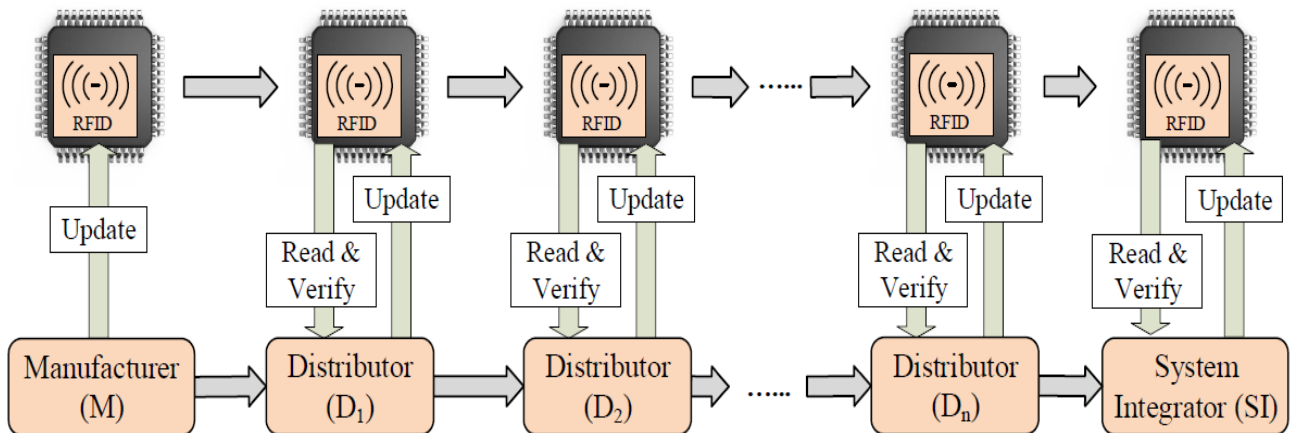 RFID
RFID
RFID
......
RFID
RFID
Update
Update
Update
Update
Update
Read &
Verify
Read &
Verify
Read &
Verify
Read &
Verify
Manufacturer
(M)
Distributor
(D₁)
Distributor
(D₂)
......
Distributor
(Dₙ)
System
Integrator (SI)